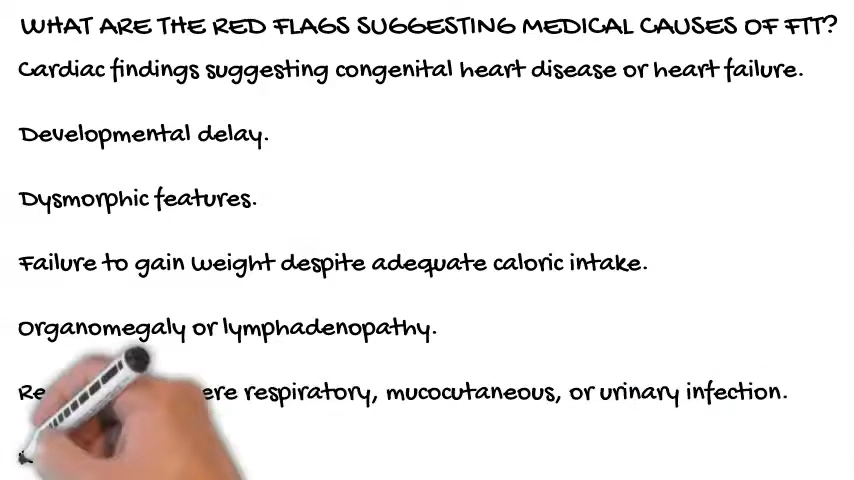 WHAT ARE THE RED FLAGS SUGGESTING MEDICAL CAUSES OF FTT?
Cardiac findings suggesting congenital heart disease or heart failure.
Developmental delay.
Dysmorphic features.
Failure to gain weight despite adequate caloric intake.
Organomegaly or lymphadenopathy.
respiratory, mucocutaneous, or urinary infection.